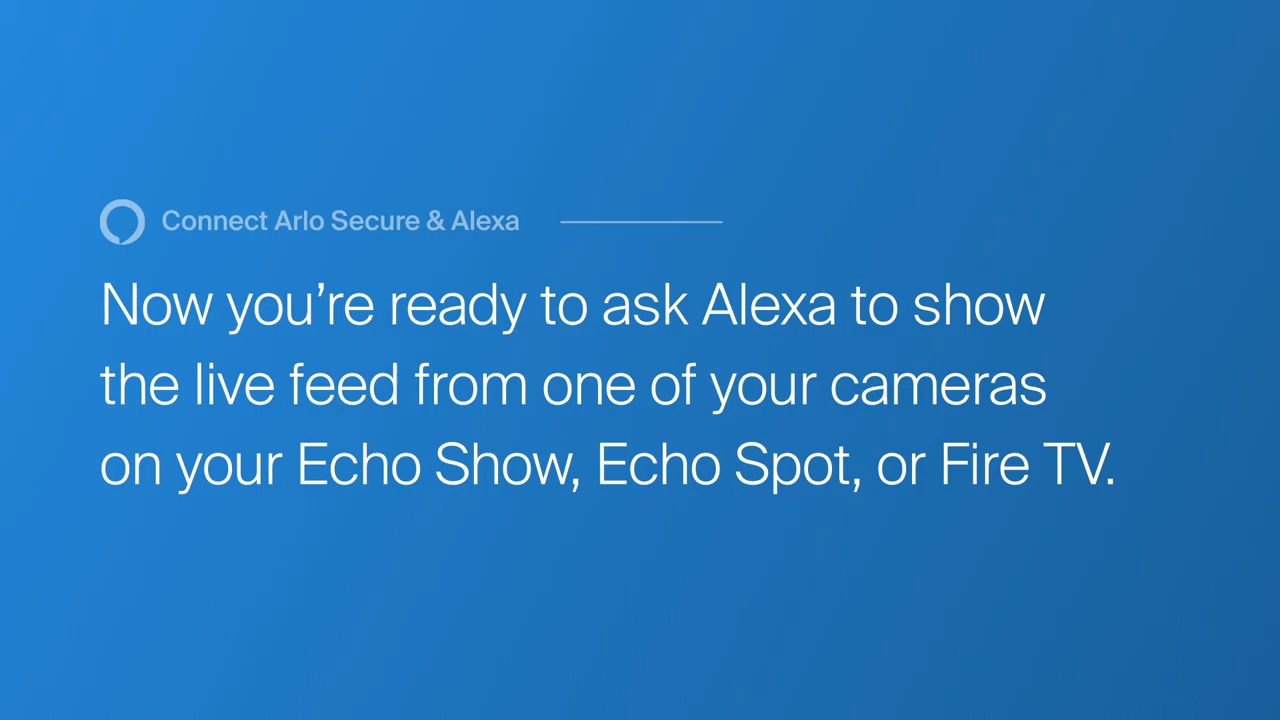 Connect Arlo Secure & Alexa
Now you’re ready to ask Alexa to show
the live feed from one of your cameras
on your Echo Show, Echo Spot, or Fire TV.